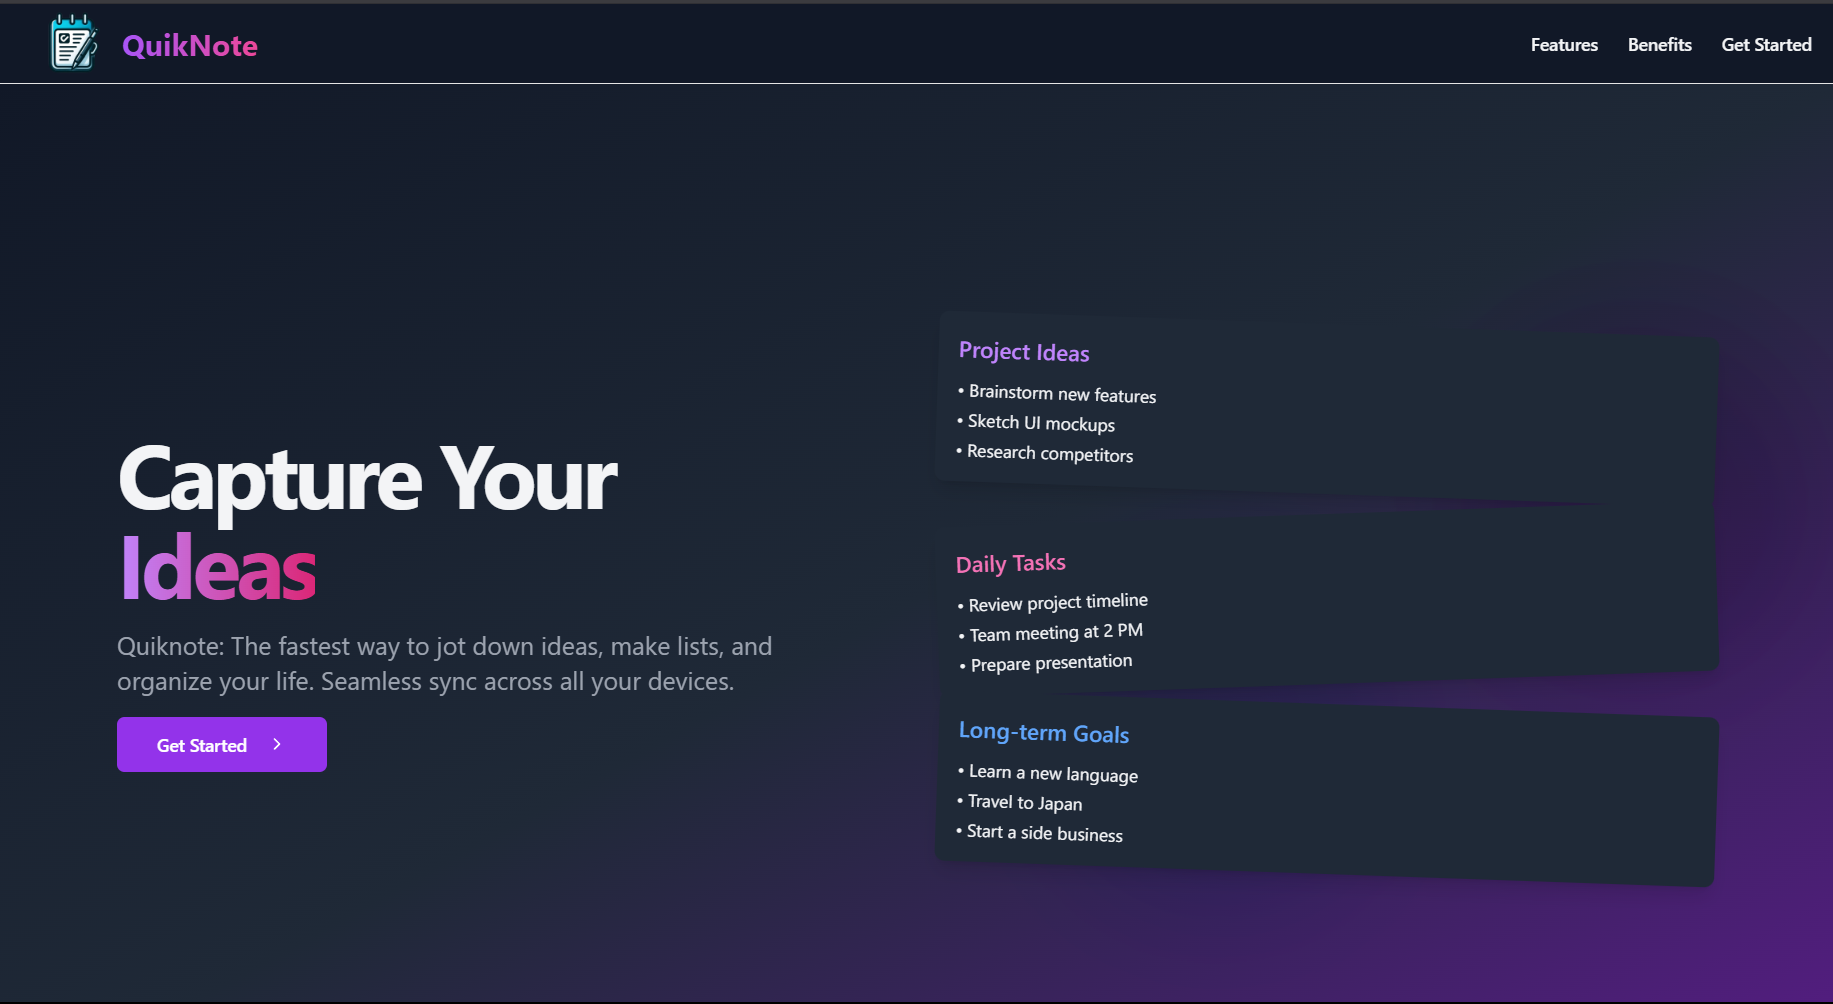 QuikNote
Features
Benefits
Get Started
Capture Your
Ideas
Quiknote: The fastest way to jot down ideas, make lists, and
organize your life. Seamless sync across all your devices.
Get Started
Project Ideas
• Brainstorm new features
• Sketch UI mockups
• Research competitors
Daily Tasks
• Review project timeline
• Team meeting at 2 PM
• Prepare presentation
Long-term Goals
• Learn a new language
• Travel to Japan
• Start a side business